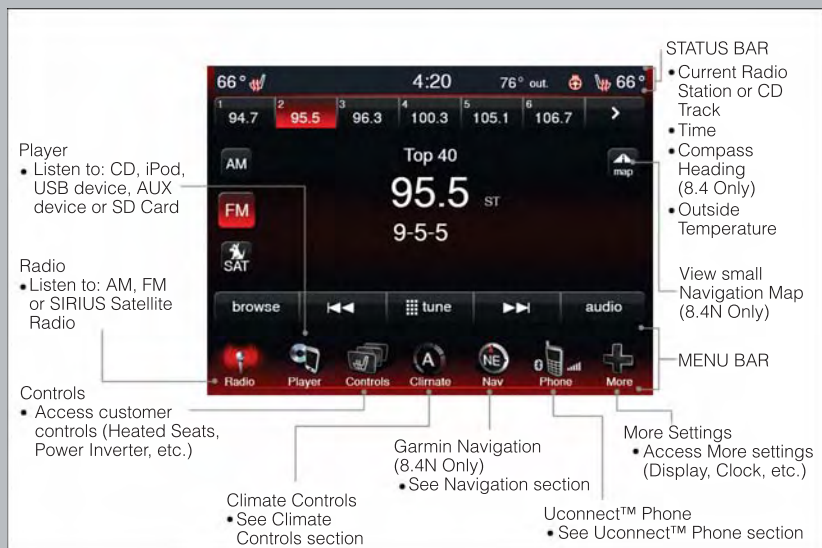 STATUS BAR
• Current Radio
Station or CD
Track
• Time
• Compass
Heading
(8.4 Only)
• Outside
Temperature
66° 4:20 76° out. 66°
1 94.7 2 95.5 3 96.3 4 100.3 5 105.1 6 106.7 >
Player
• Listen to: CD, iPod,
USB device, AUX
device or SD Card
AM
Top 40
map
FM
95.5 ST
9-5-5
SAT
View small
Navigation Map
(8.4N Only)
Radio
• Listen to: AM, FM
or SIRIUS Satellite
Radio
browse tune audio
MENU BAR
A NE
Radio Player Controls Climate Nav Phone More
Controls
• Access customer
controls (Heated Seats,
Power Inverter, etc.)
Garmin Navigation
(8.4N Only)
• See Navigation section
More Settings
• Access More settings
(Display, Clock, etc.)
Climate Controls
• See Climate
Controls section
Uconnect™ Phone
• See Uconnect™ Phone section